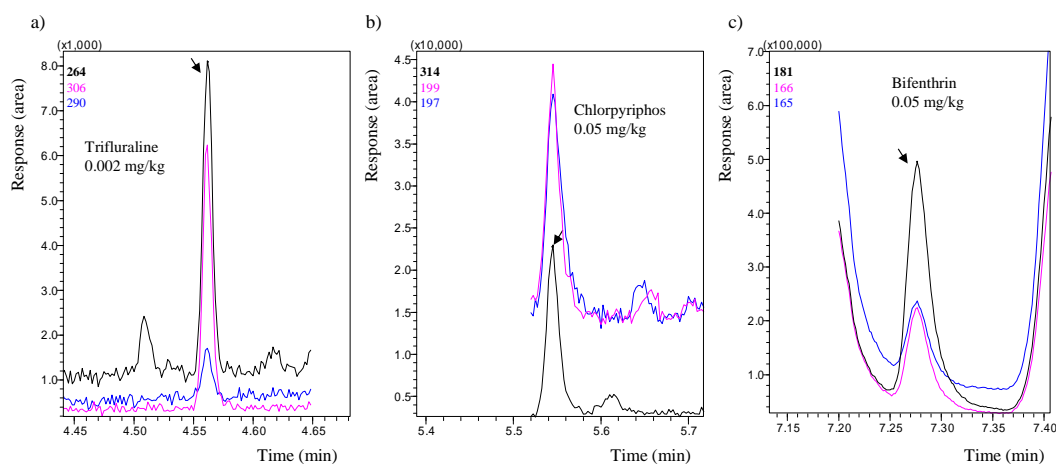 a)
(x1,000)
8.0
7.0
6.0
5.0
4.0
3.0
2.0
1.0
264
306
290
Trifluraline
0.002 mg/kg
4.45
4.50
4.55
4.60
4.65
Response (area)
Time (min)
b)
(x10,000)
4.5
4.0
3.5
3.0
2.5
2.0
1.5
1.0
0.5
314
199
197
Chlorpyriphos
0.05 mg/kg
5.4
5.5
5.6
5.7
Response (area)
Time (min)
c)
(x100,000)
7.0
6.0
5.0
4.0
3.0
2.0
1.0
181
166
165
Bifenthrin
0.05 mg/kg
7.15
7.20
7.25
7.30
7.35
7.40
Response (area)
Time (min)